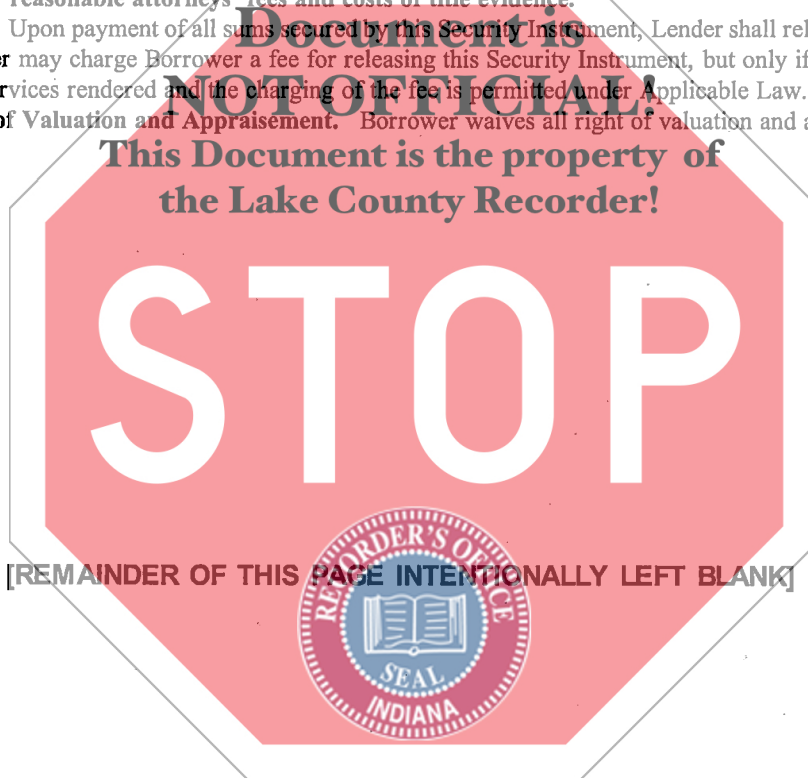 reasonable attorneys' fees and costs of title evidence.
Upon payment of all sums secured by this Security Instrument, Lender shall rel
er may charge Borrower a fee for releasing this Security Instrument, but only if
rvices rendered and the charging of the fee is permitted under Applicable Law.
of Valuation and Appraisement. Borrower waives all right of valuation and a
Document is
NOT OFFICIAL!
This Document is the property of
the Lake County Recorder!
STOP
[REMAINDER OF THIS PAGE INTENTIONALLY LEFT BLANK]
RECORDER'S OFFICE
SEAL
INDIANA